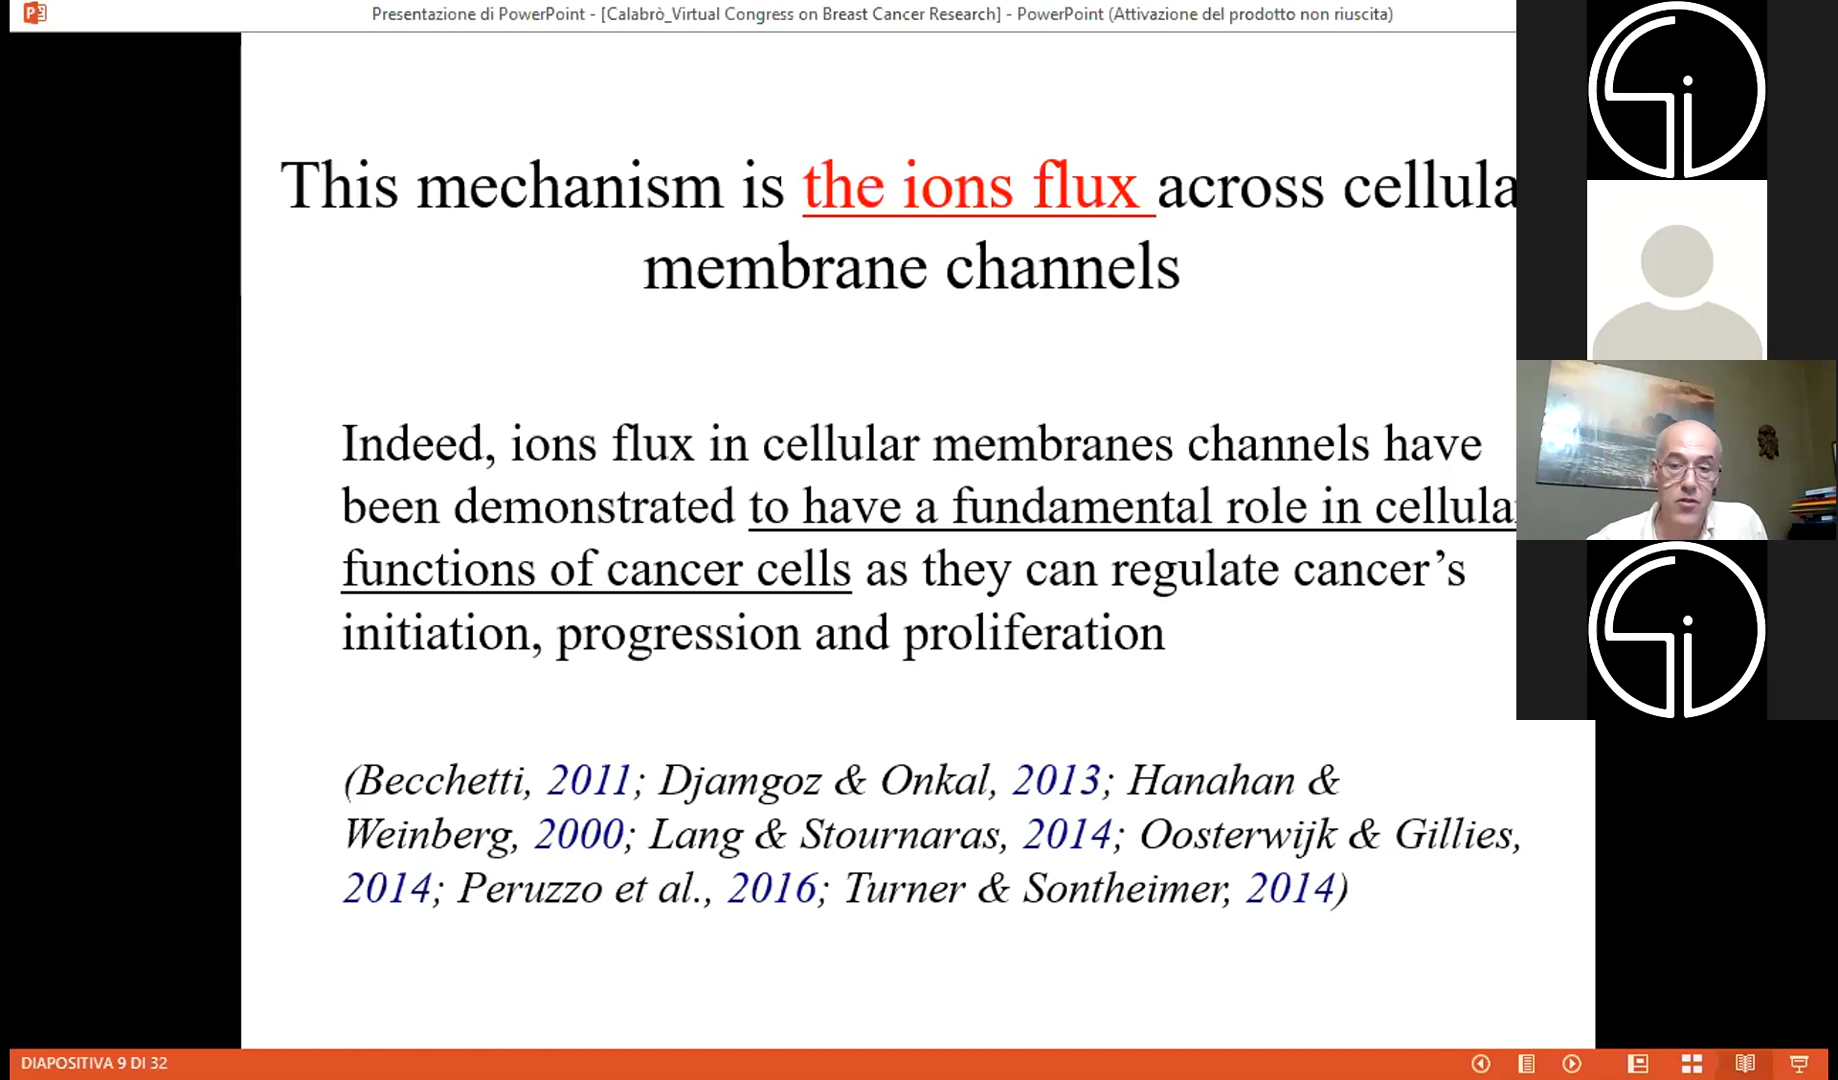 Presentazione di PowerPoint - [Calabrò_Virtual Congress on Breast Cancer Research] - PowerPoint (Attivazione del prodotto non riuscita)
This mechanism is the ions flux across cellula
membrane channels
Indeed, ions flux in cellular membranes channels have
been demonstrated to have a fundamental role in cellula
functions of cancer cells as they can regulate cancer’s
initiation, progression and proliferation
(Becchetti, 2011; Djamgoz & Onkal, 2013; Hanahan &
Weinberg, 2000; Lang & Stournaras, 2014; Oosterwijk & Gillies,
2014; Peruzzo et al., 2016; Turner & Sontheimer, 2014)
DIAPOSITIVA 9 DI 32